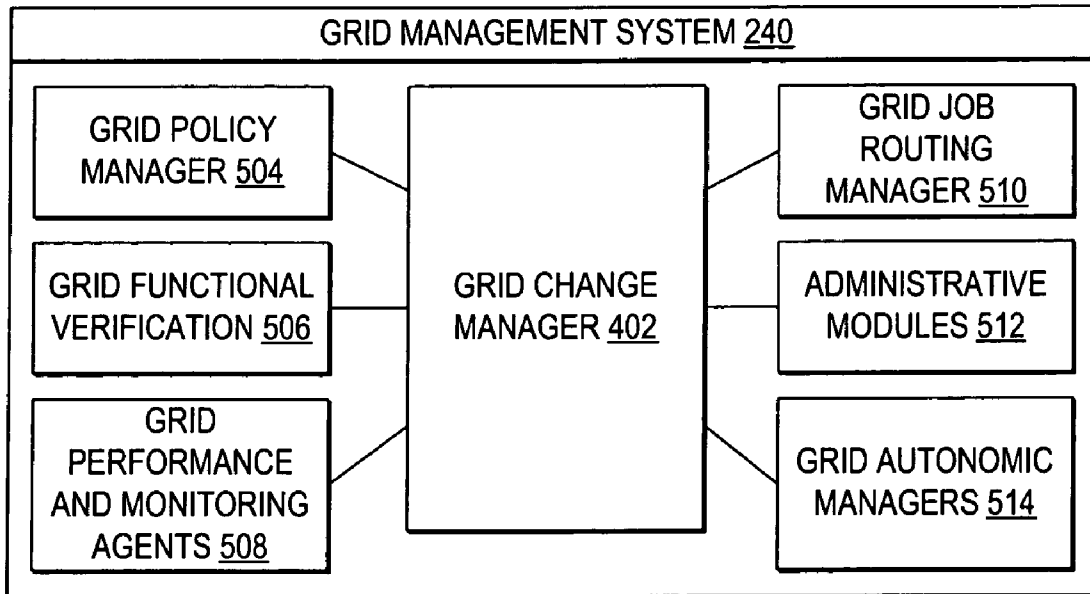 GRID MANAGEMENT SYSTEM 240
GRID POLICY
MANAGER 504
GRID FUNCTIONAL
VERIFICATION 506
GRID
PERFORMANCE
AND MONITORING
AGENTS 508
GRID CHANGE
MANAGER 402
GRID JOB
ROUTING
MANAGER 510
ADMINISTRATIVE
MODULES 512
GRID AUTONOMIC
MANAGERS 514